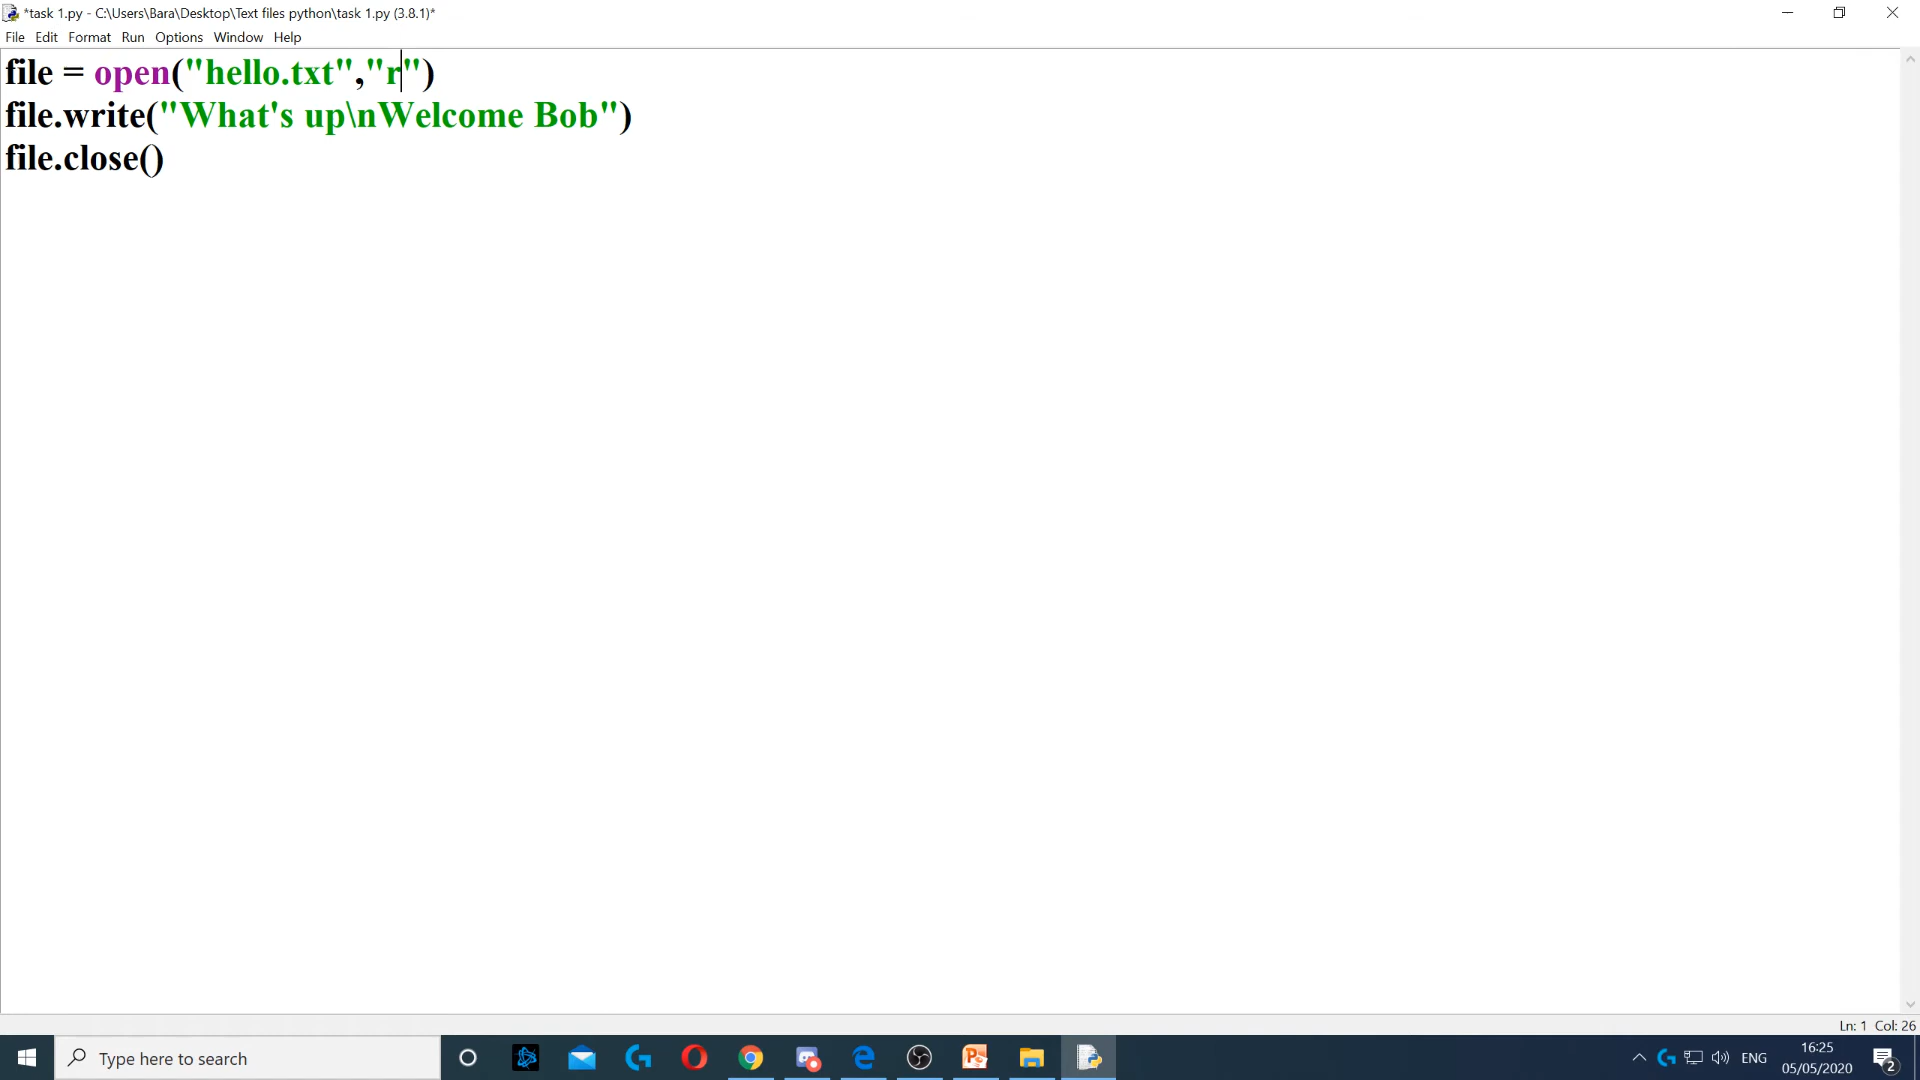 *task 1.py - C:\Users\Bara\Desktop\Text files python\task 1.py (3.8.1)*
File Edit Format Run Options Window Help
file = open("hello.txt","r")
file.write("What's up\nWelcome Bob")
file.close()
Ln: 1 Col: 26
Type here to search
ENG
16:25
05/05/2020
2